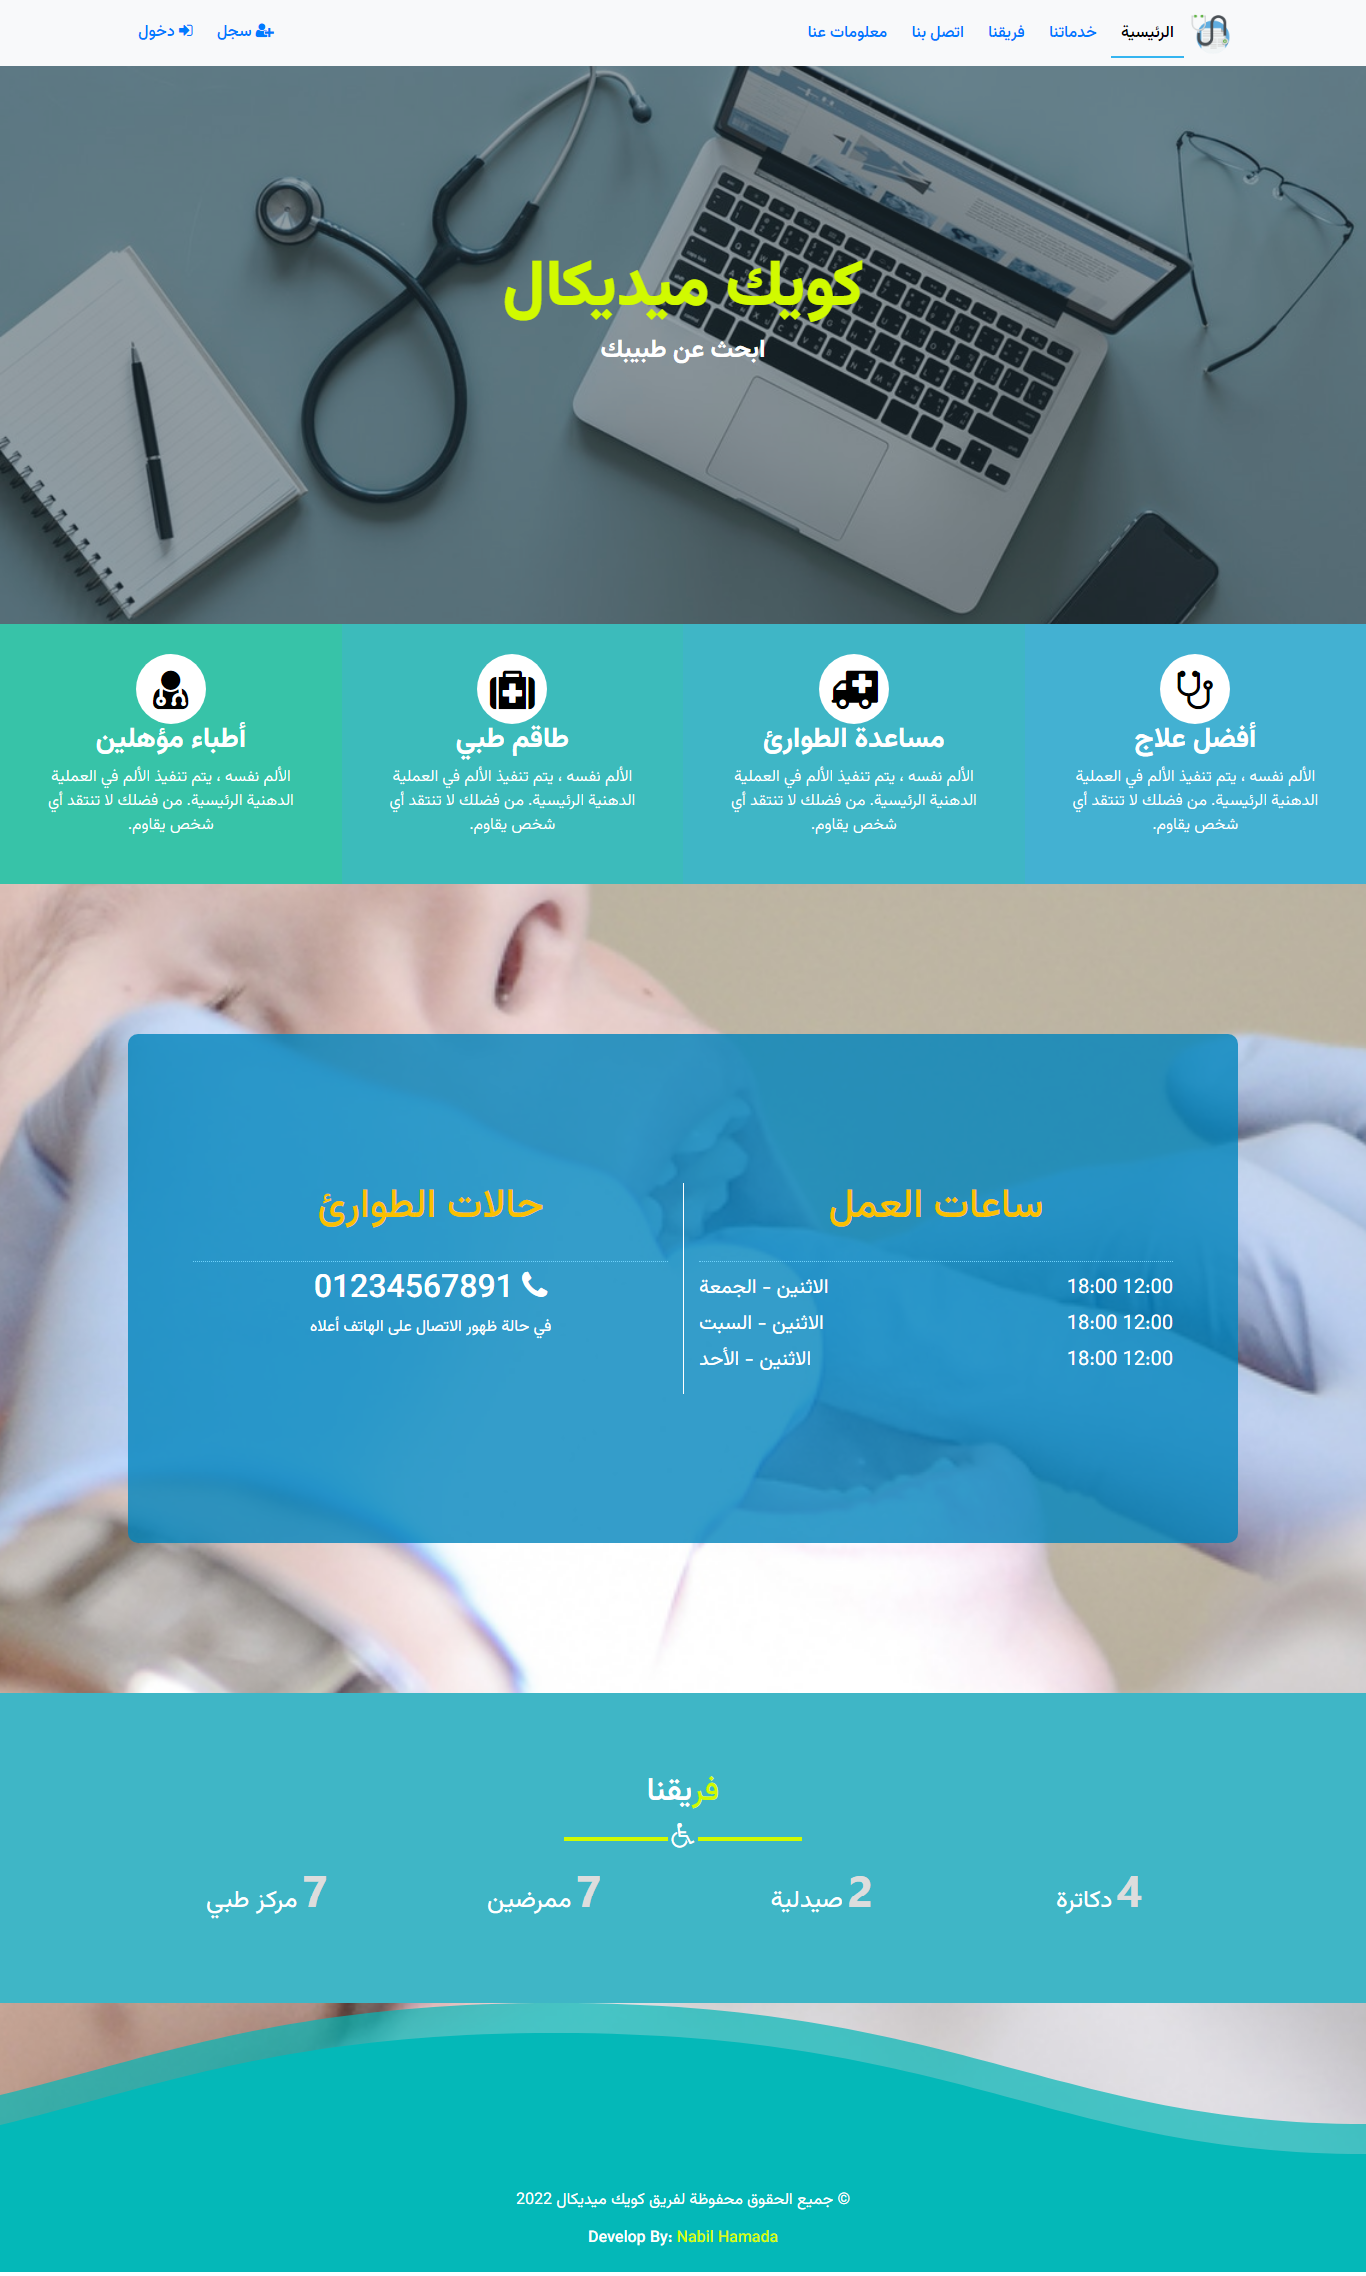 الرئيسية
خدماتنا
فريقنا
اتصل بنا
معلومات عنا
سجل
دخول
كويك ميديكال
ابحث عن طبيبك
أفضل علاج
الألم نفسه ، يتم تنفيذ الألم في العملية
الدهنية الرئيسية. من فضلك لا تنتقد أي
شخص يقاوم.
مساعدة الطوارئ
الألم نفسه ، يتم تنفيذ الألم في العملية
الدهنية الرئيسية. من فضلك لا تنتقد أي
شخص يقاوم.
طاقم طبي
الألم نفسه ، يتم تنفيذ الألم في العملية
الدهنية الرئيسية. من فضلك لا تنتقد أي
شخص يقاوم.
أطباء مؤهلين
الألم نفسه ، يتم تنفيذ الألم في العملية
الدهنية الرئيسية. من فضلك لا تنتقد أي
شخص يقاوم.
ساعات العمل
18:00 12:00 الاثنين - الجمعة
18:00 12:00 الاثنين - السبت
18:00 12:00 الاثنين - الأحد
حالات الطوارئ
01234567891
في حالة ظهور الاتصال على الهاتف أعلاه
فريقنا
4 دكاترة
2 صيدلية
7 ممرضين
7 مركز طبي
© جميع الحقوق محفوظة لفريق كويك ميديكال 2022
Develop By: Nabil Hamada